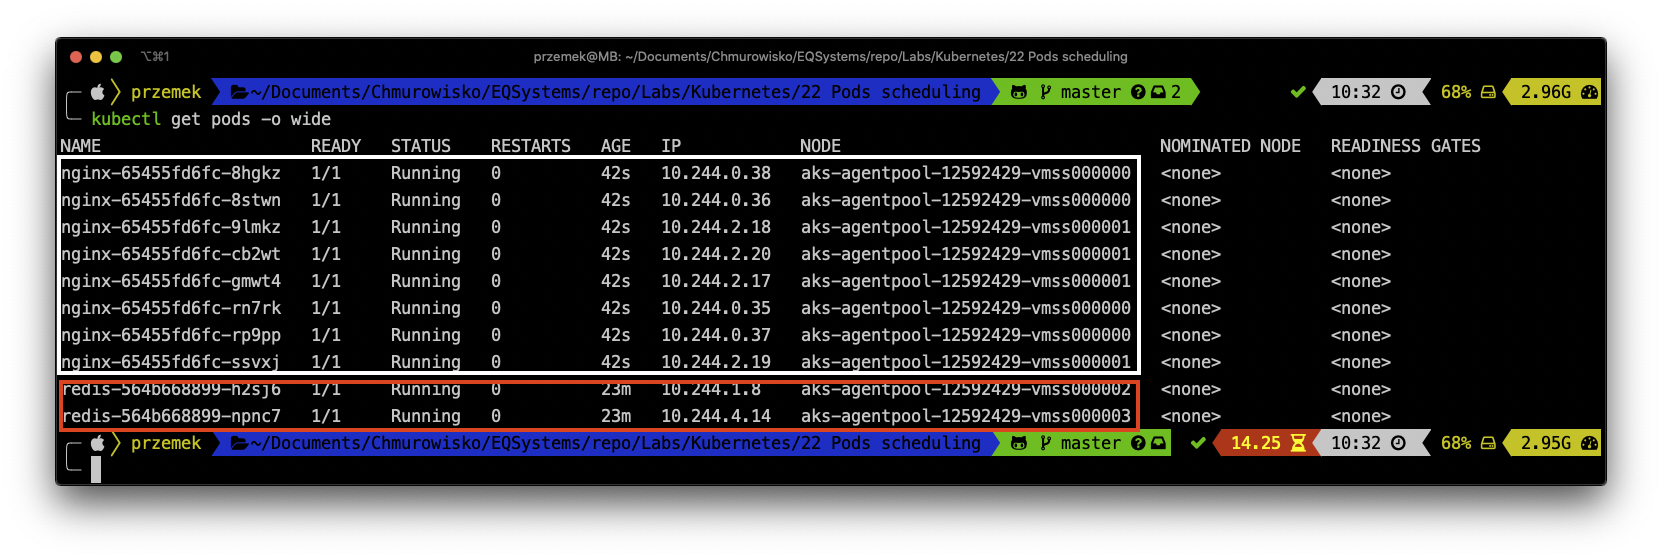 ⌥⌘1 przemek@MB: ~/Documents/Chmurowisko/EQSystems/repo/Labs/Kubernetes/22 Pods scheduling
przemek ~/Documents/Chmurowisko/EQSystems/repo/Labs/Kubernetes/22 Pods scheduling master ? 2 ✔ 10:32 68% 2.96G
kubectl get pods -o wide
NAME READY STATUS RESTARTS AGE IP NODE NOMINATED NODE READINESS GATES
nginx-65455fd6fc-8hgkz 1/1 Running 0 42s 10.244.0.38 aks-agentpool-12592429-vmss000000 <none> <none>
nginx-65455fd6fc-8stwn 1/1 Running 0 42s 10.244.0.36 aks-agentpool-12592429-vmss000000 <none> <none>
nginx-65455fd6fc-9lmkz 1/1 Running 0 42s 10.244.2.18 aks-agentpool-12592429-vmss000001 <none> <none>
nginx-65455fd6fc-cb2wt 1/1 Running 0 42s 10.244.2.20 aks-agentpool-12592429-vmss000001 <none> <none>
nginx-65455fd6fc-gmwt4 1/1 Running 0 42s 10.244.2.17 aks-agentpool-12592429-vmss000001 <none> <none>
nginx-65455fd6fc-rn7rk 1/1 Running 0 42s 10.244.0.35 aks-agentpool-12592429-vmss000000 <none> <none>
nginx-65455fd6fc-rp9pp 1/1 Running 0 42s 10.244.0.37 aks-agentpool-12592429-vmss000000 <none> <none>
nginx-65455fd6fc-ssvxj 1/1 Running 0 42s 10.244.2.19 aks-agentpool-12592429-vmss000001 <none> <none>
redis-564b668899-h2sj6 1/1 Running 0 23m 10.244.1.8 aks-agentpool-12592429-vmss000002 <none> <none>
redis-564b668899-npnc7 1/1 Running 0 23m 10.244.4.14 aks-agentpool-12592429-vmss000003 <none> <none>
przemek ~/Documents/Chmurowisko/EQSystems/repo/Labs/Kubernetes/22 Pods scheduling master ? ✔ 14.25 10:32 68% 2.95G